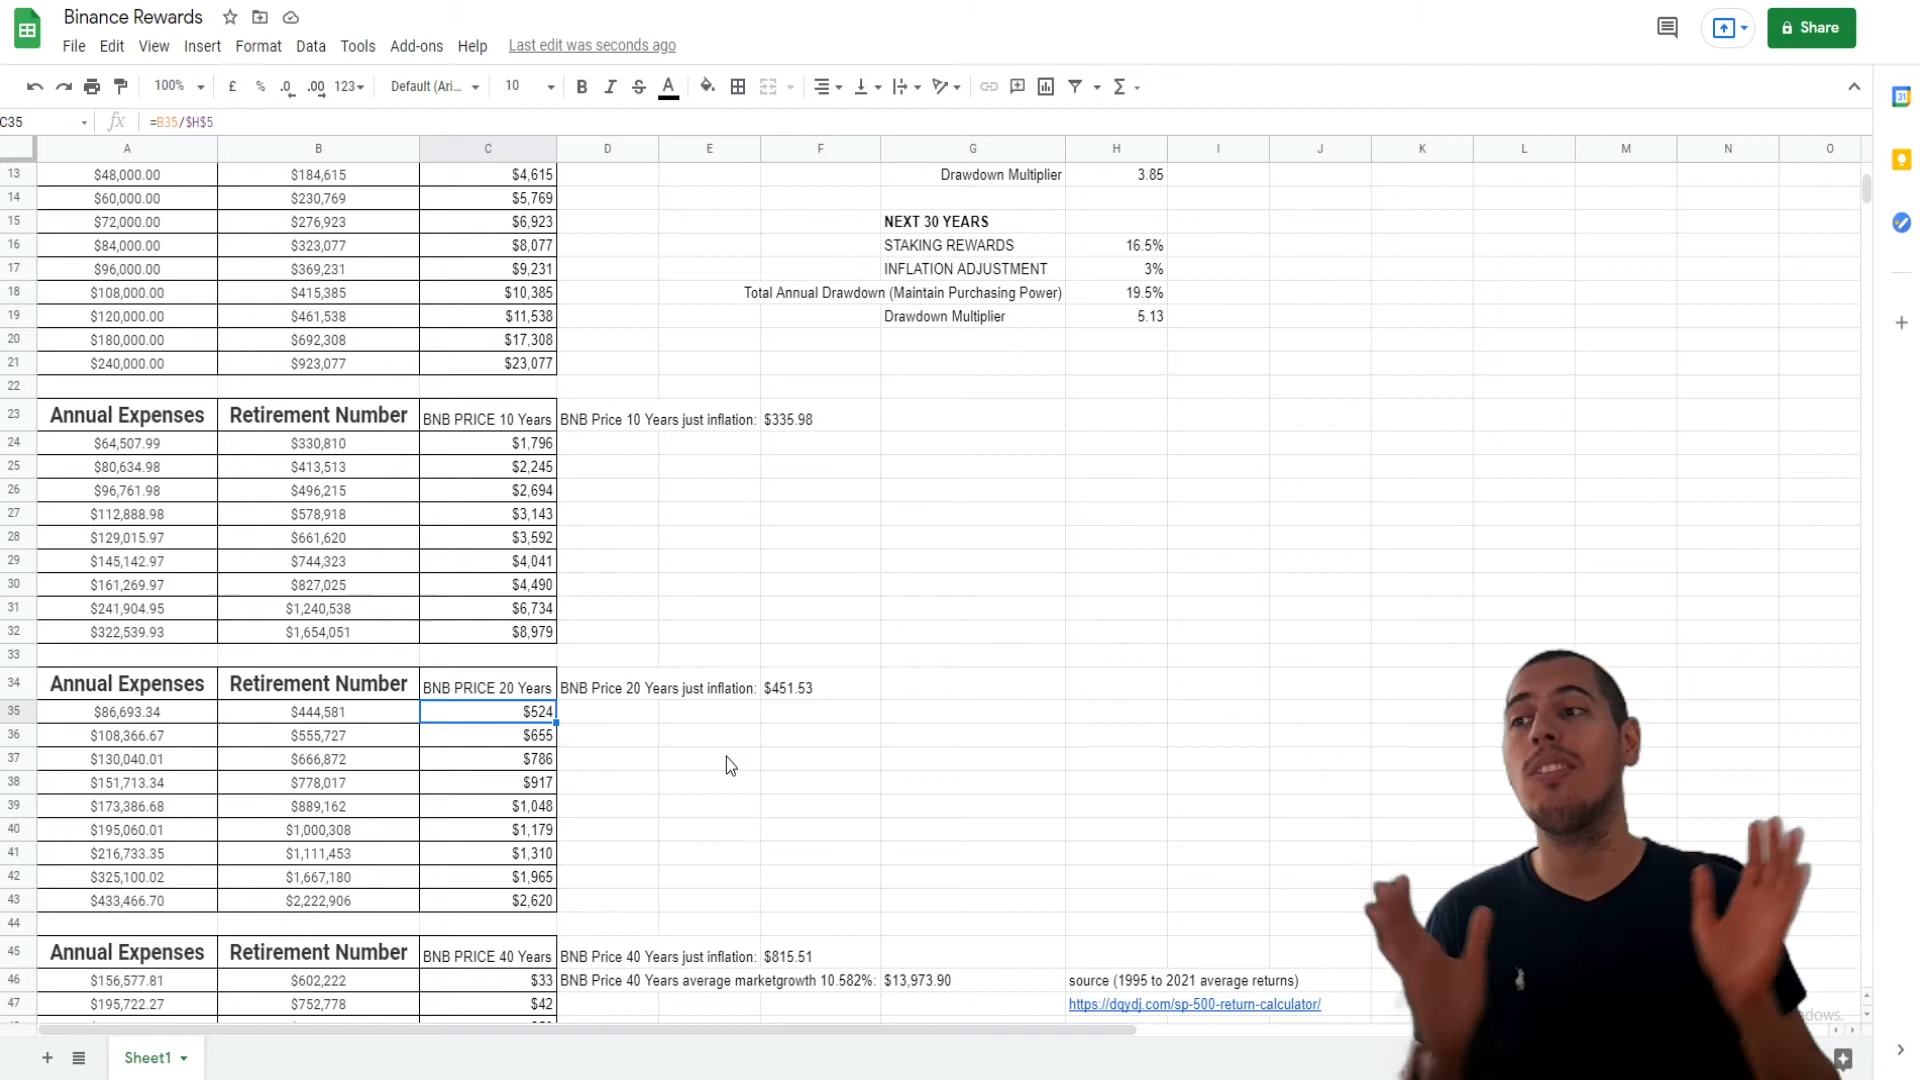 Binance Rewards
File Edit View Insert Format Data Tools Add-ons Help Last edit was seconds ago
Share
100% £ % .0 .00 123 Default (Ari... 10 B I S A
C35 fx =B35/$H$5
A B C D E F G H I J K L M N O
13 $48,000.00 $184,615 $4,615 Drawdown Multiplier 3.85
14 $60,000.00 $230,769 $5,769
15 $72,000.00 $276,923 $6,923 NEXT 30 YEARS
16 $84,000.00 $323,077 $8,077 STAKING REWARDS 16.5%
17 $96,000.00 $369,231 $9,231 INFLATION ADJUSTMENT 3%
18 $108,000.00 $415,385 $10,385 Total Annual Drawdown (Maintain Purchasing Power) 19.5%
19 $120,000.00 $461,538 $11,538 Drawdown Multiplier 5.13
20 $180,000.00 $692,308 $17,308
21 $240,000.00 $923,077 $23,077
22
23 Annual Expenses Retirement Number BNB PRICE 10 Years BNB Price 10 Years just inflation: $335.98
24 $64,507.99 $330,810 $1,796
25 $80,634.98 $413,513 $2,245
26 $96,761.98 $496,215 $2,694
27 $112,888.98 $578,918 $3,143
28 $129,015.97 $661,620 $3,592
29 $145,142.97 $744,323 $4,041
30 $161,269.97 $827,025 $4,490
31 $241,904.95 $1,240,538 $6,734
32 $322,539.93 $1,654,051 $8,979
33
34 Annual Expenses Retirement Number BNB PRICE 20 Years BNB Price 20 Years just inflation: $451.53
35 $86,693.34 $444,581 $524
36 $108,366.67 $555,727 $655
37 $130,040.01 $666,872 $786
38 $151,713.34 $778,017 $917
39 $173,386.68 $889,162 $1,048
40 $195,060.01 $1,000,308 $1,179
41 $216,733.35 $1,111,453 $1,310
42 $325,100.02 $1,667,180 $1,965
43 $433,466.70 $2,222,906 $2,620
44
45 Annual Expenses Retirement Number BNB PRICE 40 Years BNB Price 40 Years just inflation: $815.51
46 $156,577.81 $602,222 $33 BNB Price 40 Years average marketgrowth 10.582%: $13,973.90 source (1995 to 2021 average returns)
47 $195,722.27 $752,778 $42 https://dqydj.com/sp-500-return-calculator/
Sheet1